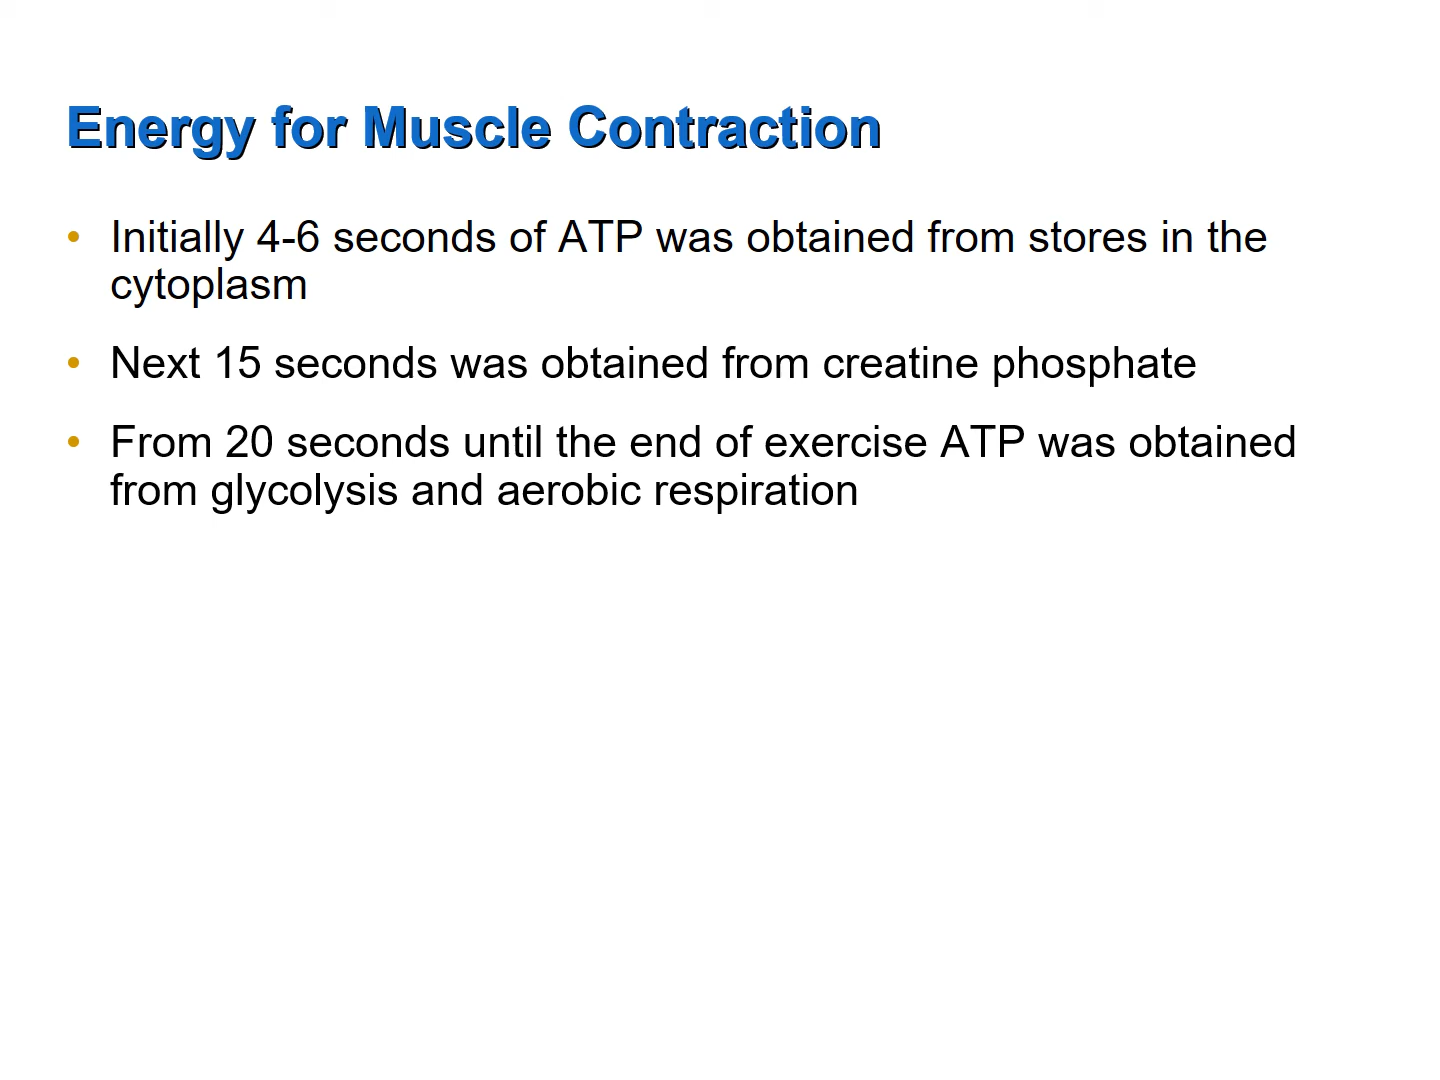 Energy for Muscle Contraction
• Initially 4-6 seconds of ATP was obtained from stores in the
cytoplasm
• Next 15 seconds was obtained from creatine phosphate
• From 20 seconds until the end of exercise ATP was obtained
from glycolysis and aerobic respiration